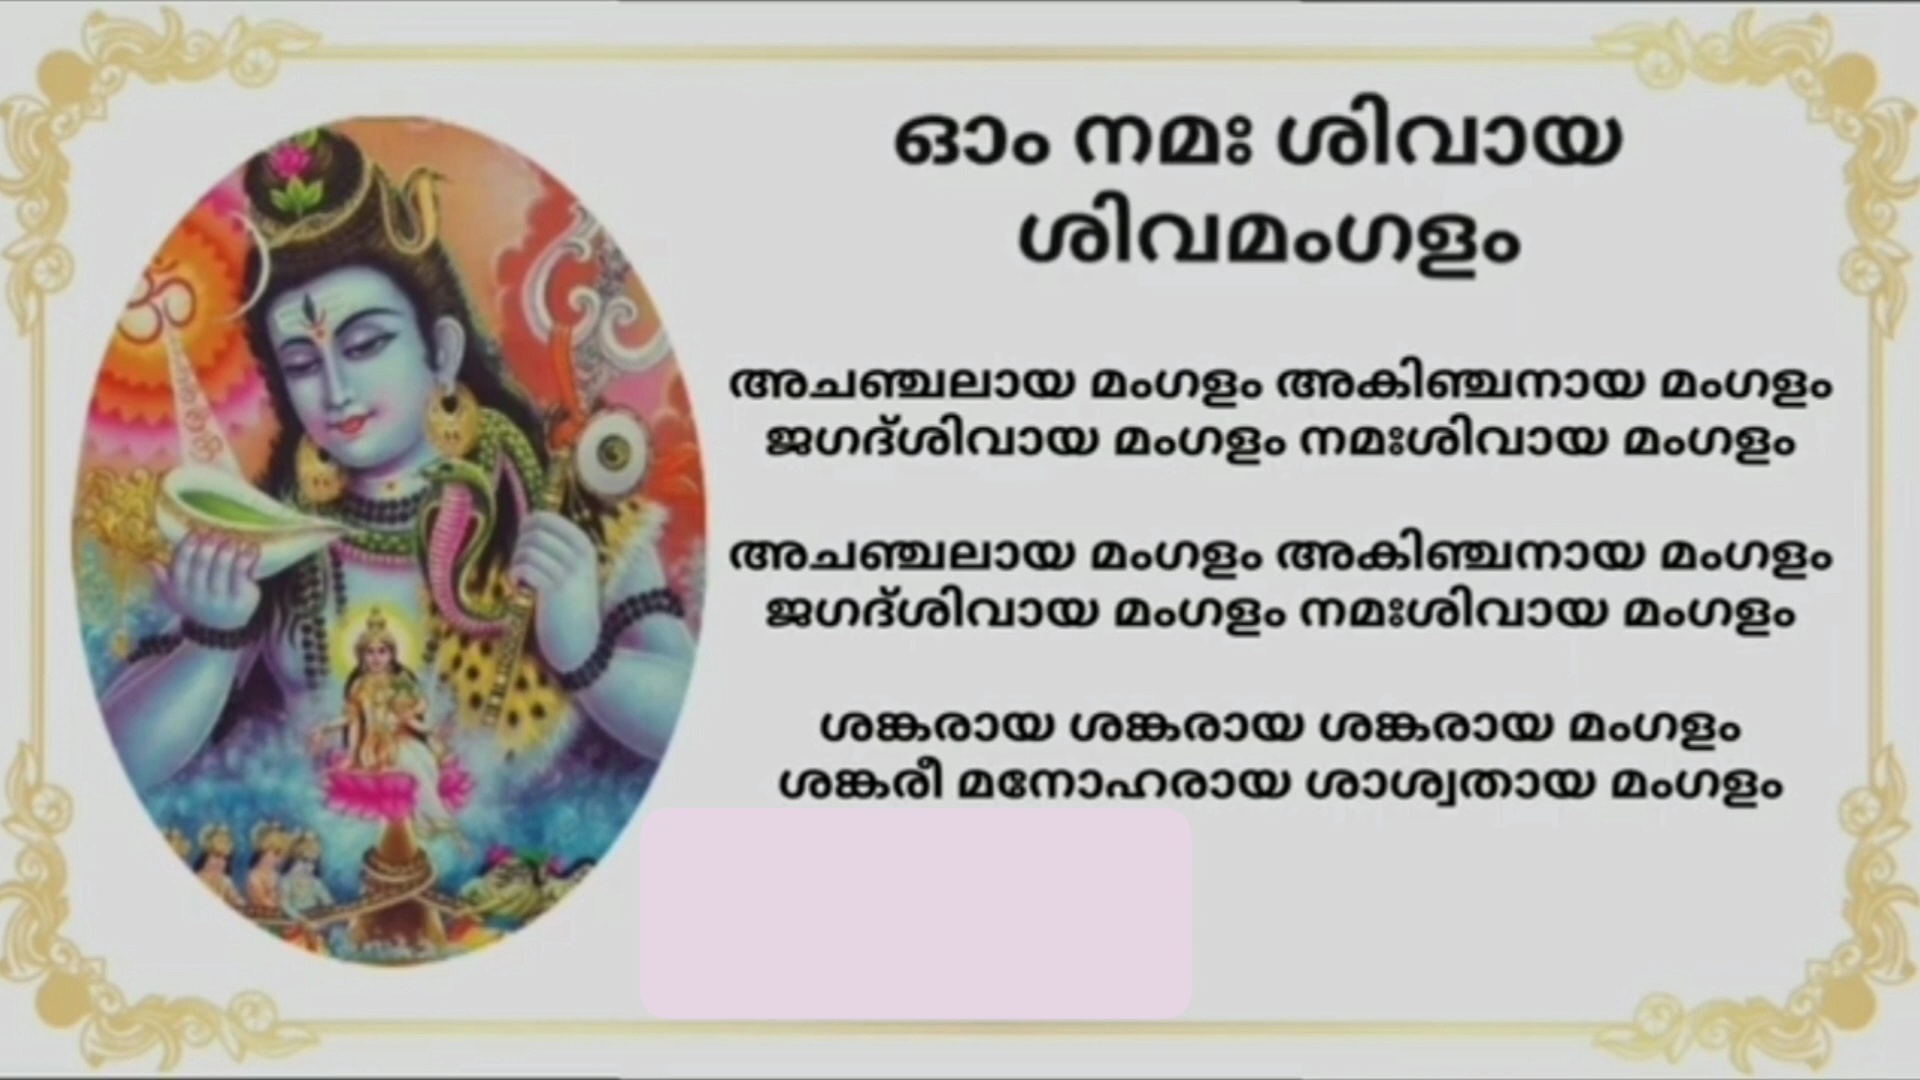 ഓം നമഃ ശിവായ
ശിവമംഗളം
അചഞ്ചലായ മംഗളം അകിഞ്ചനായ മംഗളം
ജഗദ്ശിവായ മംഗളം നമഃശിവായ മംഗളം
അചഞ്ചലായ മംഗളം അകിഞ്ചനായ മംഗളം
ജഗദ്ശിവായ മംഗളം നമഃശിവായ മംഗളം
ശങ്കരായ ശങ്കരായ ശങ്കരായ മംഗളം
ശങ്കരീ മനോഹരായ ശാശ്വതായ മംഗളം